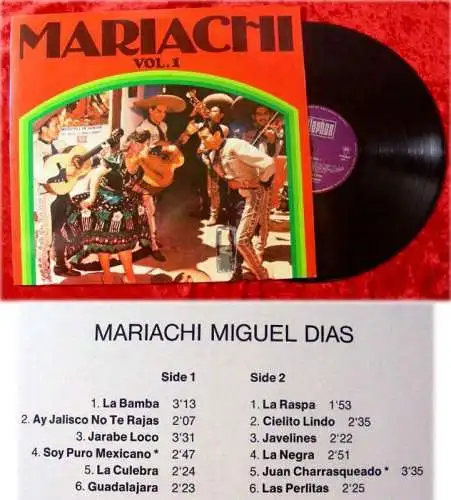 MARIACHI
VOL.1
MARIACHI MIGUEL DIAS
Side 1
1. La Bamba 3'13
2. Ay Jalisco No Te Rajas 2'07
3. Jarabe Loco 3'31
4. Soy Puro Mexicano * 2'47
5. La Culebra 2'24
6. Guadalajara 2'23
Side 2
1. La Raspa 1'53
2. Cielito Lindo 2'35
3. Javelines 2'22
4. La Negra 2'51
5. Juan Charrasqueado * 3'35
6. Las Perlitas 2'25